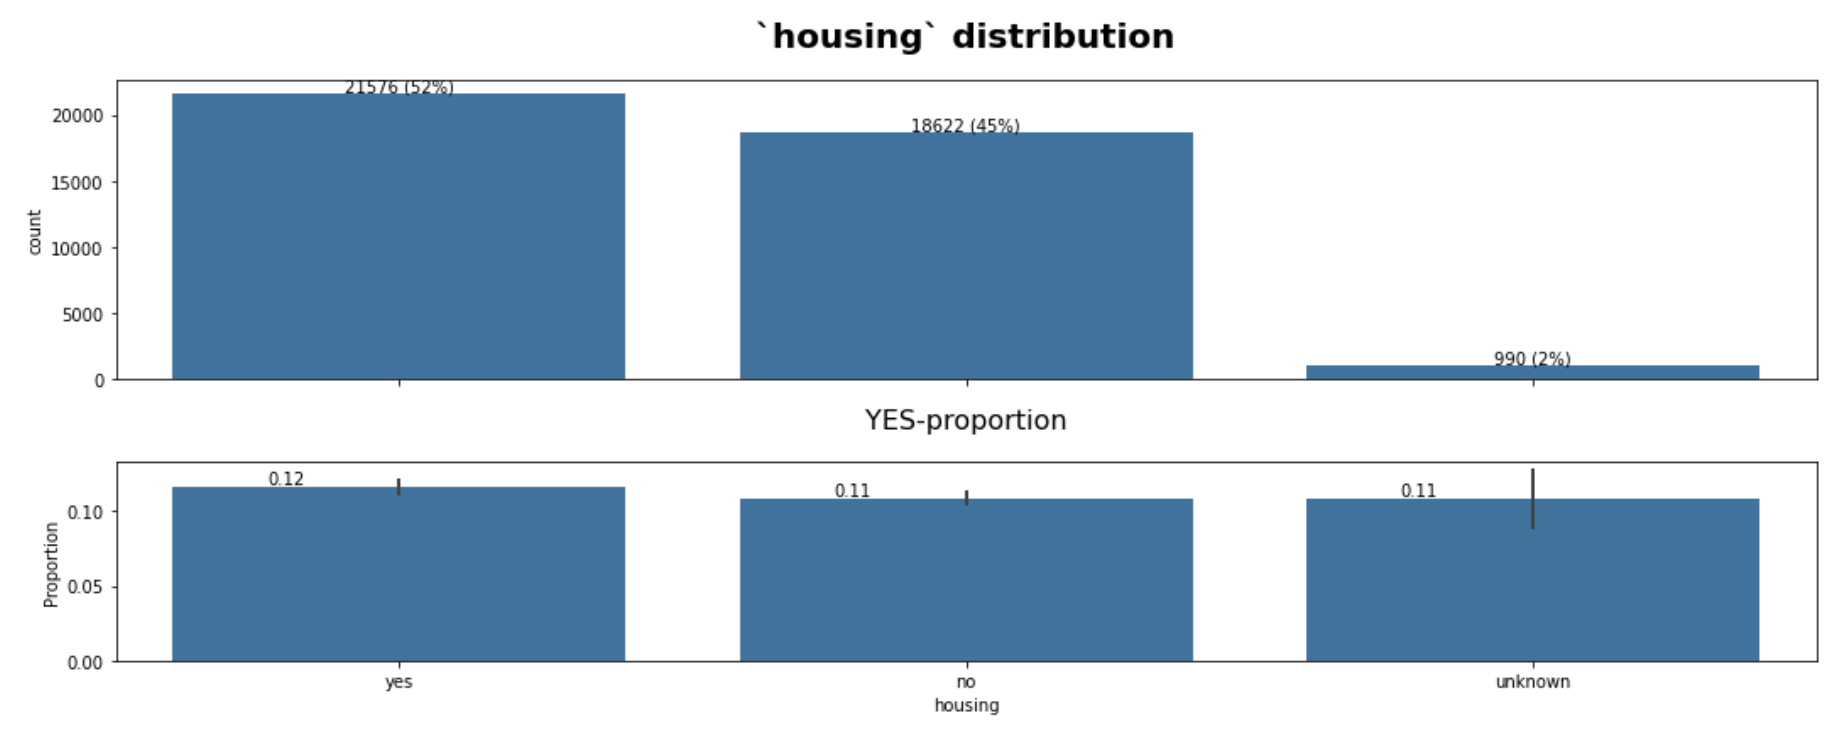 `housing` distribution
21576 (52%)
18622 (45%)
990 (2%)
20000
15000
10000
5000
0
count
YES-proportion
0.12
0.11
0.11
0.10
0.05
0.00
Proportion
yes
no
unknown
housing